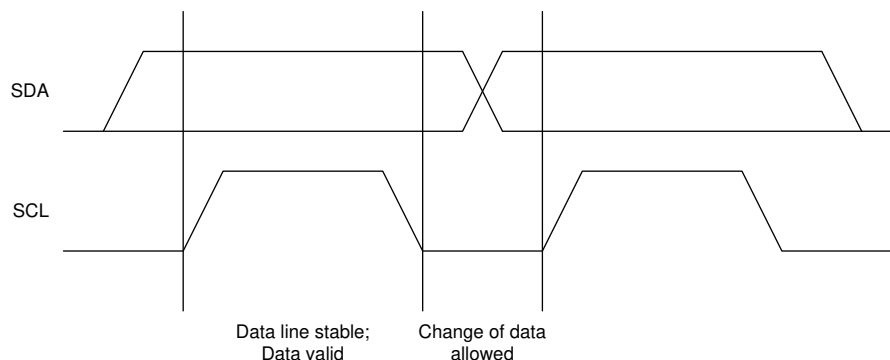 SDA
SCL
Data line stable;
Data valid
Change of data
allowed